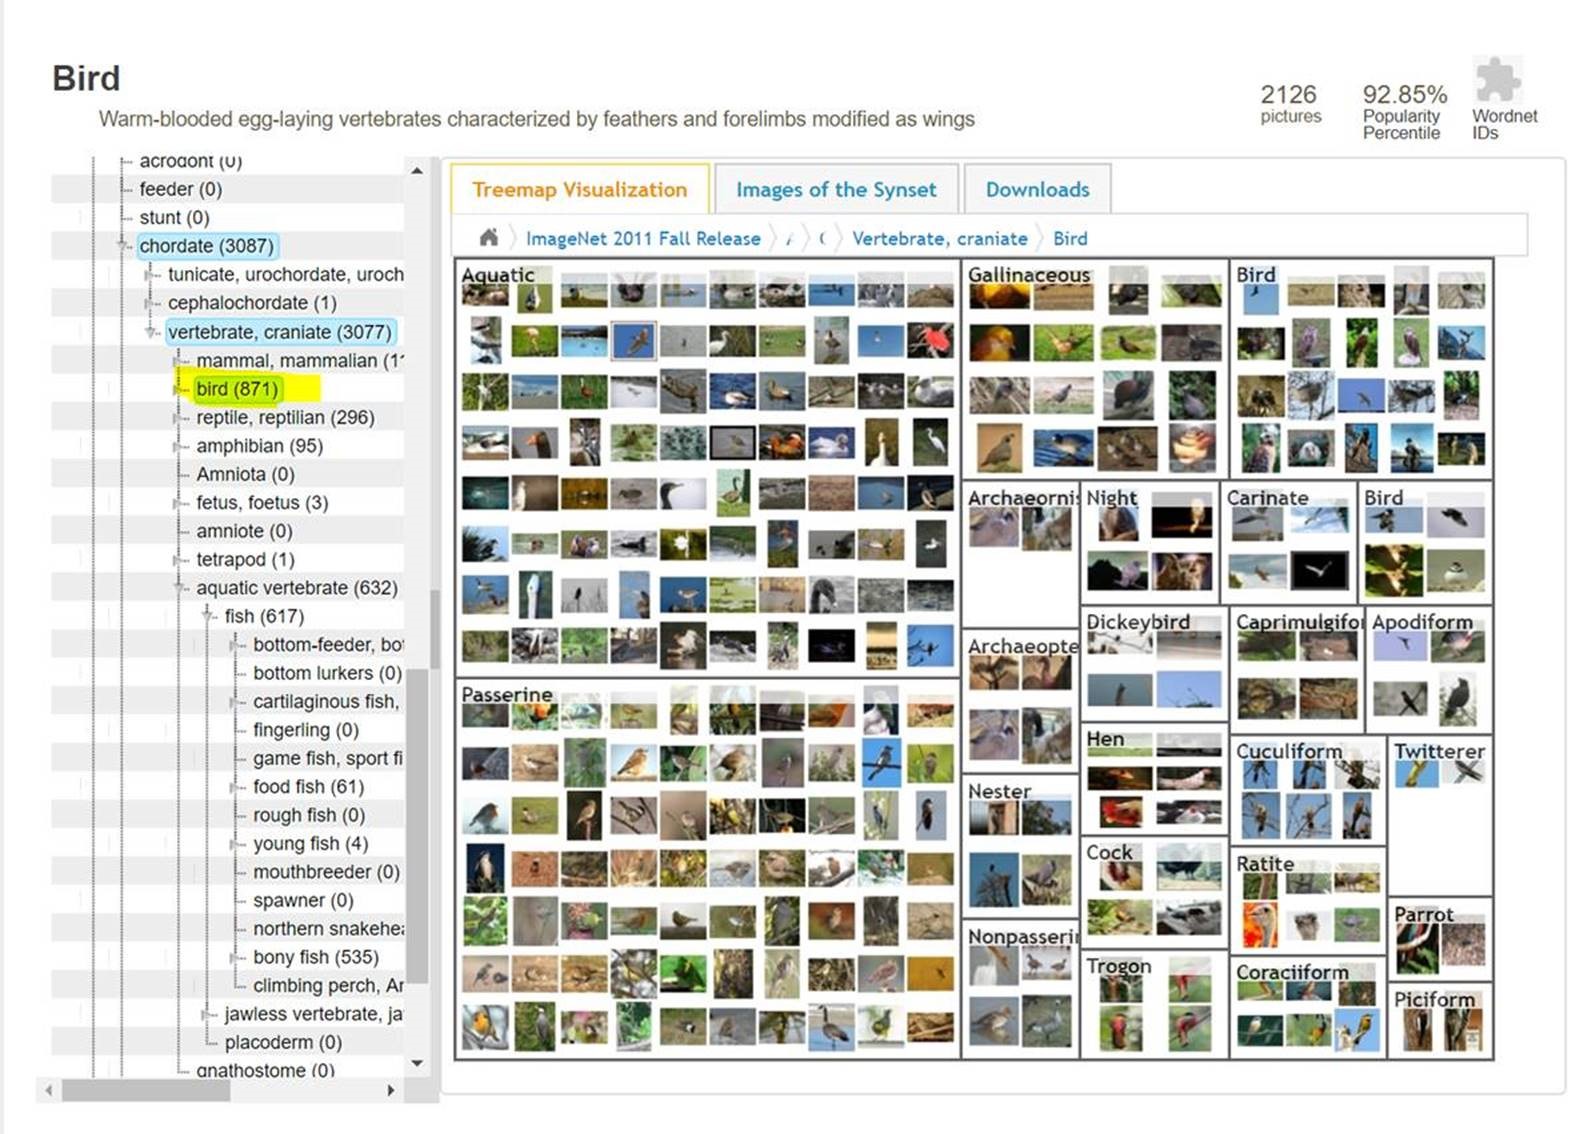 Bird
Warm-blooded egg-laying vertebrates characterized by feathers and forelimbs modified as wings
2126
pictures
92.85%
Popularity
Percentile
Wordnet
IDs
acrodont (0)
feeder (0)
stunt (0)
chordate (3087)
tunicate, urochordate, uroch
cephalochordate (1)
vertebrate, craniate (3077)
mammal, mammalian (11
bird (871)
reptile, reptilian (296)
amphibian (95)
Amniota (0)
fetus, foetus (3)
amniote (0)
tetrapod (1)
aquatic vertebrate (632)
fish (617)
bottom-feeder, bot
bottom lurkers (0)
cartilaginous fish,
fingerling (0)
game fish, sport fi
food fish (61)
rough fish (0)
young fish (4)
mouthbreeder (0)
spawner (0)
northern snakehea
bony fish (535)
climbing perch, An
jawless vertebrate, ja
placoderm (0)
gnathostome (0)
Treemap Visualization
Images of the Synset
Downloads
ImageNet 2011 Fall Release
Vertebrate, craniate
Bird
Aquatic
Gallinaceous
Bird
Archaeornis
Night
Carinate
Bird
Dickeybird
Caprimulgifor
Apodiform
Archaeopte
Passerine
Hen
Cuculiform
Twitterer
Nester
Cock
Ratite
Parrot
Nonpasserin
Trogon
Coraciiform
Piciform